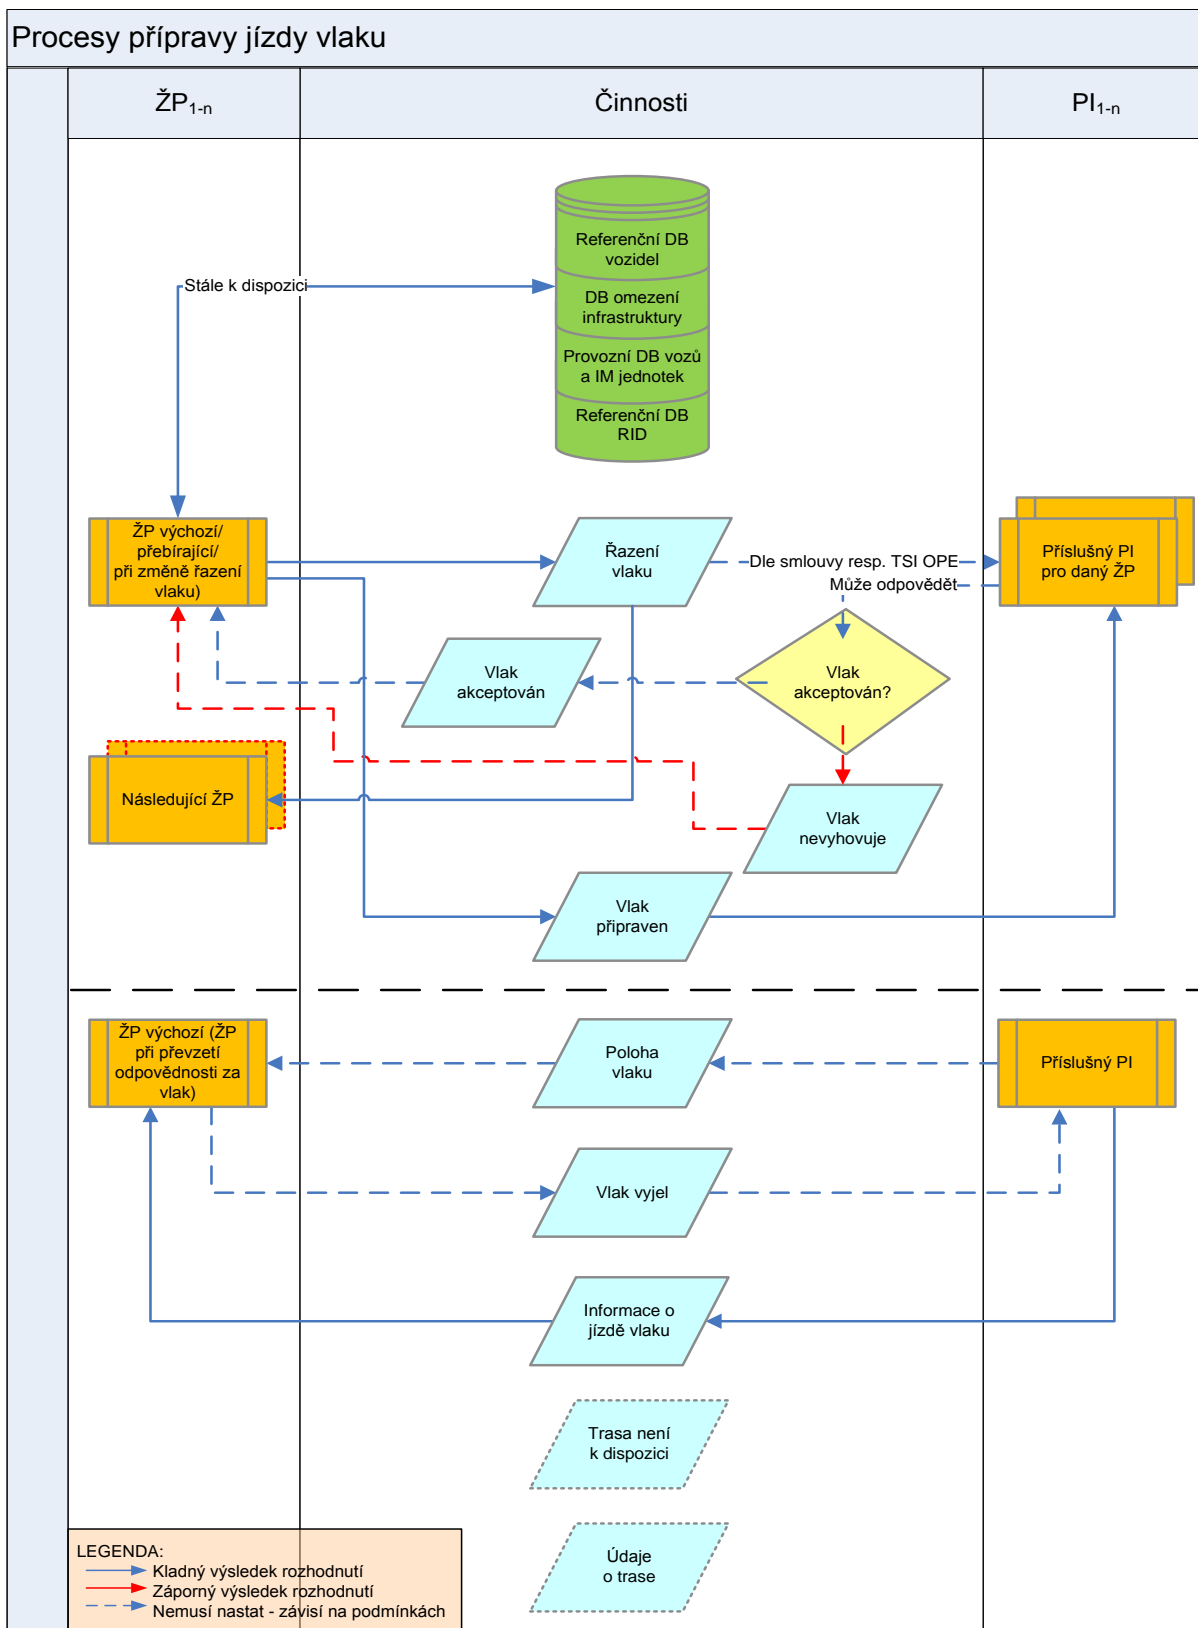 Procesy přípravy jízdy vlaku
ŽP1-n
Činnosti
PI1-n
Referenční DB
vozidel
Stále k dispozici
DB omezení
infrastruktury
Provozní DB vozů
a IM jednotek
Referenční DB
RID
ŽP výchozí/
přebírající/
při změně řazení
vlaku)
Řazení
vlaku
Dle smlouvy resp. TSI OPE
Může odpovědět
Příslušný PI
pro daný ŽP
Vlak
akceptován
Vlak
akceptován?
Následující ŽP
Vlak
nevyhovuje
Vlak
připraven
ŽP výchozí (ŽP
při převzetí
odpovědnosti za
vlak)
Poloha
vlaku
Příslušný PI
Vlak vyjel
Informace o
jízdě vlaku
Trasa není
k dispozici
Údaje
o trase
LEGENDA:
Kladný výsledek rozhodnutí
Záporný výsledek rozhodnutí
Nemusí nastat - závisí na podmínkách